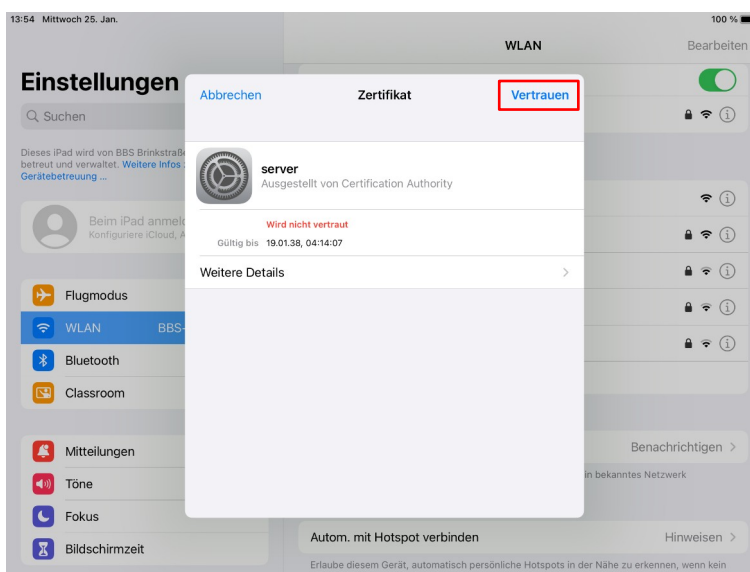 13:54 Mittwoch 25. Jan.
100 %
Einstellungen
Suchen
Dieses iPad wird von BBS Brinkstraße
betreut und verwaltet. Weitere Infos
Gerätebetreuung ...
Beim iPad anmeld
Konfiguriere iCloud, A
Flugmodus
WLAN BBS-
Bluetooth
Classroom
Mitteilungen
Töne
Fokus
Bildschirmzeit
WLAN
Bearbeiten
Abbrechen
Zertifikat
Vertrauen
server
Ausgestellt von Certification Authority
Wird nicht vertraut
Gültig bis 19.01.38, 04:14:07
Weitere Details
Benachrichtigen
in bekanntes Netzwerk
Autom. mit Hotspot verbinden
Hinweisen
Erlaube diesem Gerät, automatisch persönliche Hotspots in der Nähe zu erkennen, wenn kein